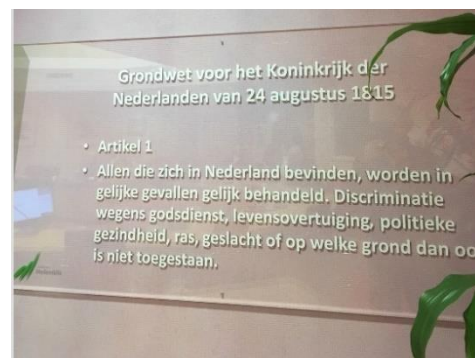 Grondwet voor het Koninkrijk der
Nederlanden van 24 augustus 1815
• Artikel 1
• Allen die zich in Nederland bevinden, worden in
gelijke gevallen gelijk behandeld. Discriminatie
wegens godsdienst, levensovertuiging, politieke
gezindheid, ras, geslacht of op welke grond dan oo
is niet toegestaan.